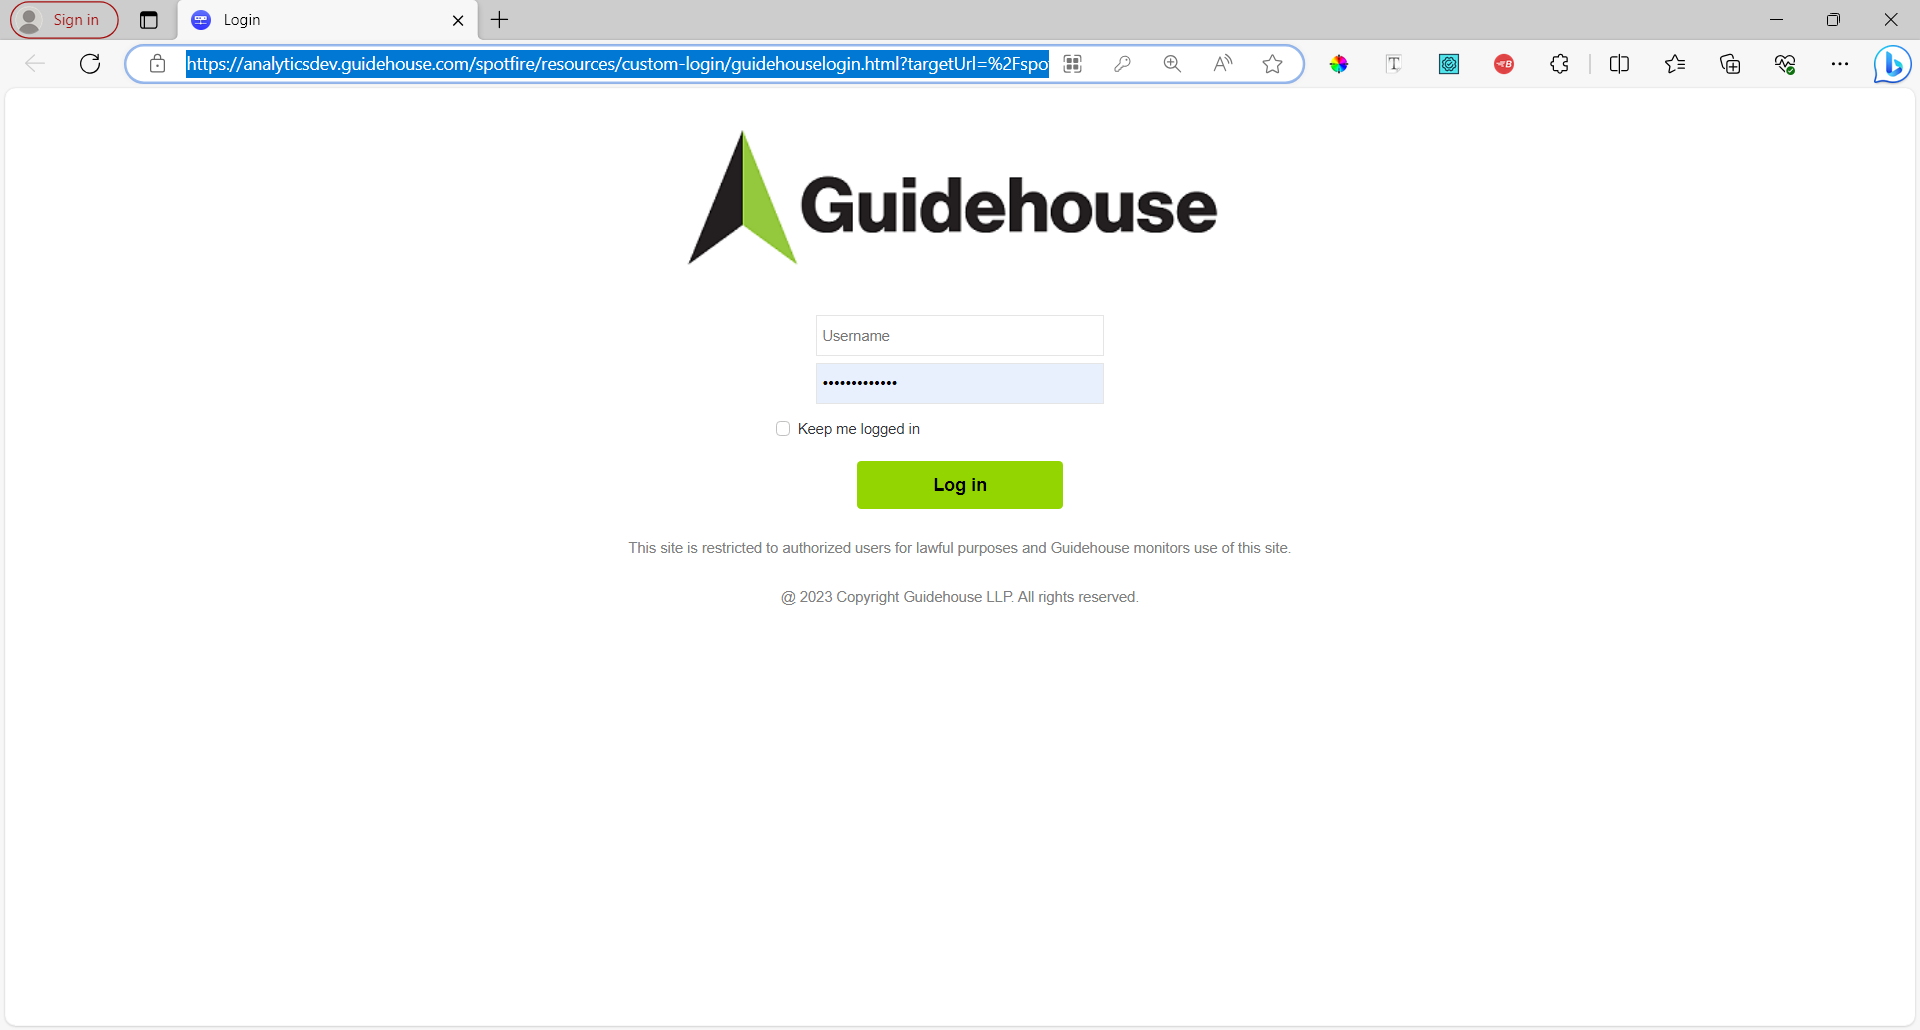 Sign in
Login
https://analyticsdev.guidehouse.com/spotfire/resources/custom-login/guidehouselogin.html?targetUrl=%2Fspo
Guidehouse
Username
•••••••••••••
Keep me logged in
Log in
This site is restricted to authorized users for lawful purposes and Guidehouse monitors use of this site.
@ 2023 Copyright Guidehouse LLP. All rights reserved.